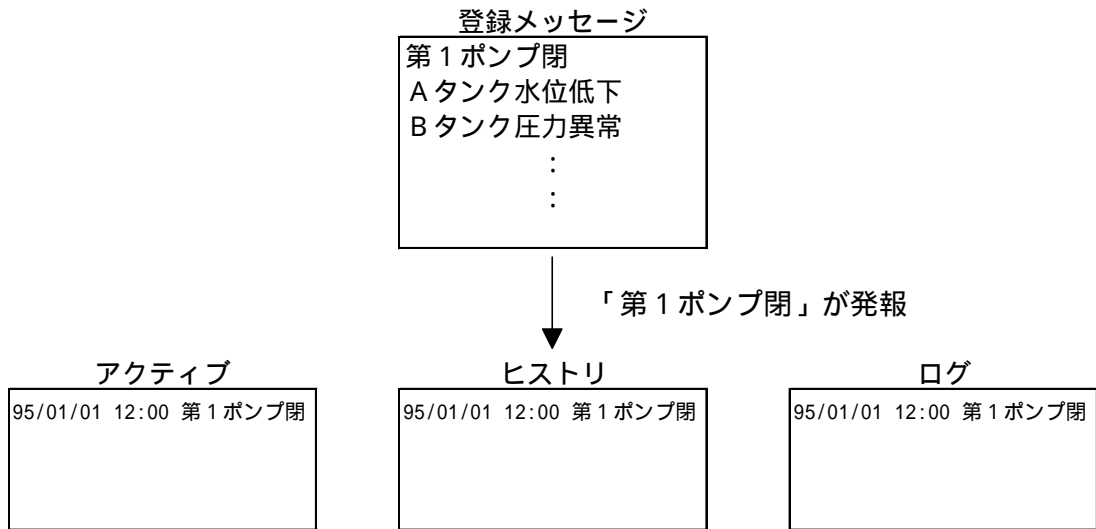 登録メッセージ
第1ポンプ閉
Aタンク水位低下
Bタンク圧力異常
:
:
「第1ポンプ閉」が発報
アクティブ
95/01/01 12:00 第1ポンプ閉
ヒストリ
95/01/01 12:00 第1ポンプ閉
ログ
95/01/01 12:00 第1ポンプ閉